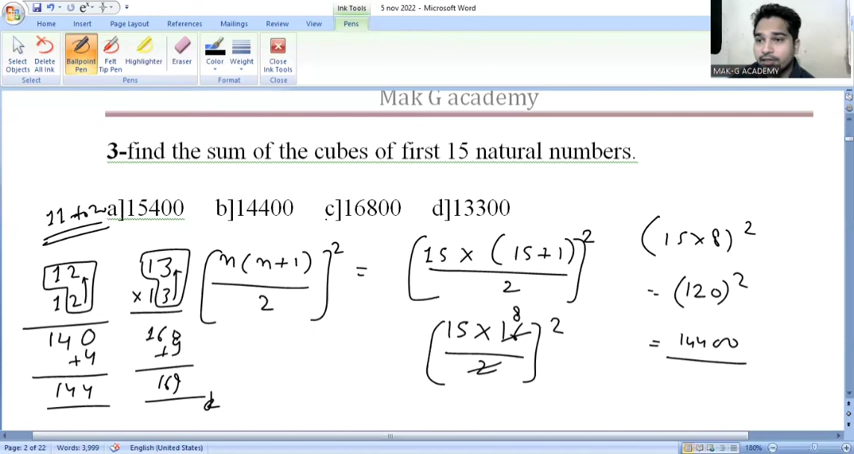 5 nov 2022 - Microsoft Word
Ink Tools
Home Insert Page Layout References Mailings Review View Pens
Select Objects
Delete All Ink
Ballpoint Pen
Felt Tip Pen
Highlighter
Eraser
Color
Weight
Close Ink Tools
Select Pens Format Close
MAK-G ACADEMY
Mak G academy
3-find the sum of the cubes of first 15 natural numbers.
a]15400 b]14400 c]16800 d]13300
12
12
140
+4
144
13
×13
168
+9
169
[n(n+1)/2]² = [15 × (15+1)/2]²
(15 × 16/2)²
8
(15×8)²
= (120)²
= 14400
Page: 2 of 22 Words: 3,999 English (United States) 180%